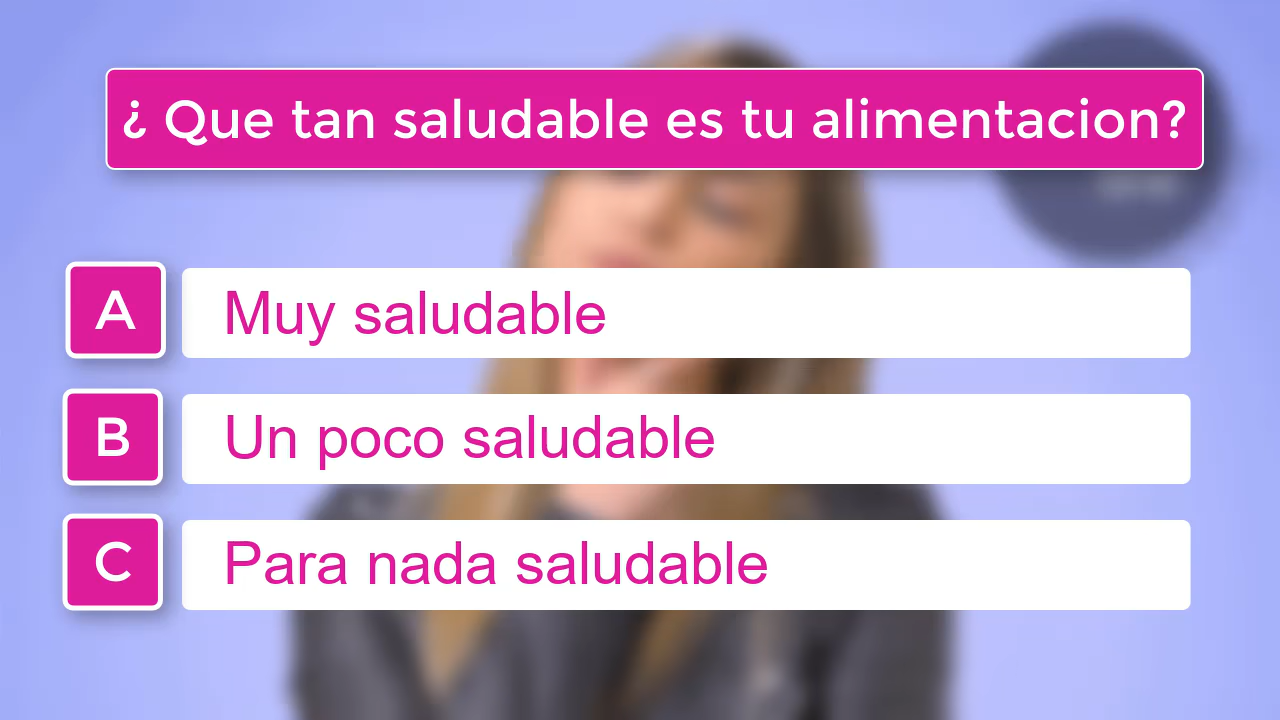 ¿ Que tan saludable es tu alimentacion?
A Muy saludable
B Un poco saludable
C Para nada saludable